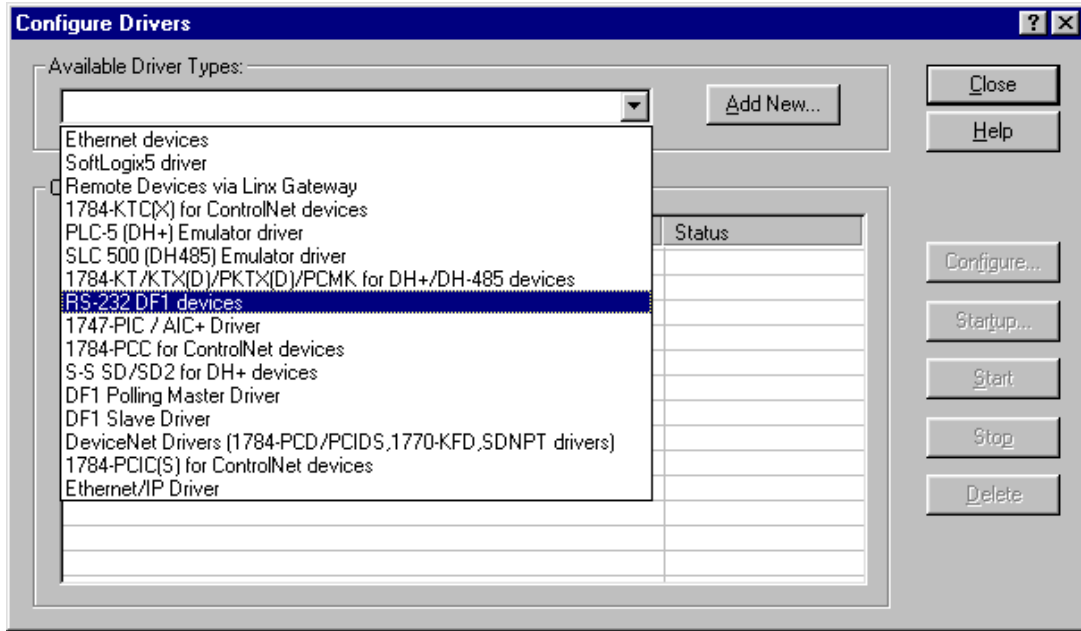 Configure Drivers
Available Driver Types:
Add New...
Close
Help
Ethernet devices
SoftLogix5 driver
Remote Devices via Linx Gateway
1784-KTC(X) for ControlNet devices
PLC-5 (DH+) Emulator driver
SLC 500 (DH485) Emulator driver
1784-KT/KTX(D)/PKTX(D)/PCMK for DH+/DH-485 devices
RS-232 DF1 devices
1747-PIC / AIC+ Driver
1784-PCC for ControlNet devices
S-S SD/SD2 for DH+ devices
DF1 Polling Master Driver
DF1 Slave Driver
DeviceNet Drivers (1784-PCD/PCIDS,1770-KFD,SDNPT drivers)
1784-PCIC(S) for ControlNet devices
Ethernet/IP Driver
Status
Configure...
Startup...
Start
Stop
Delete